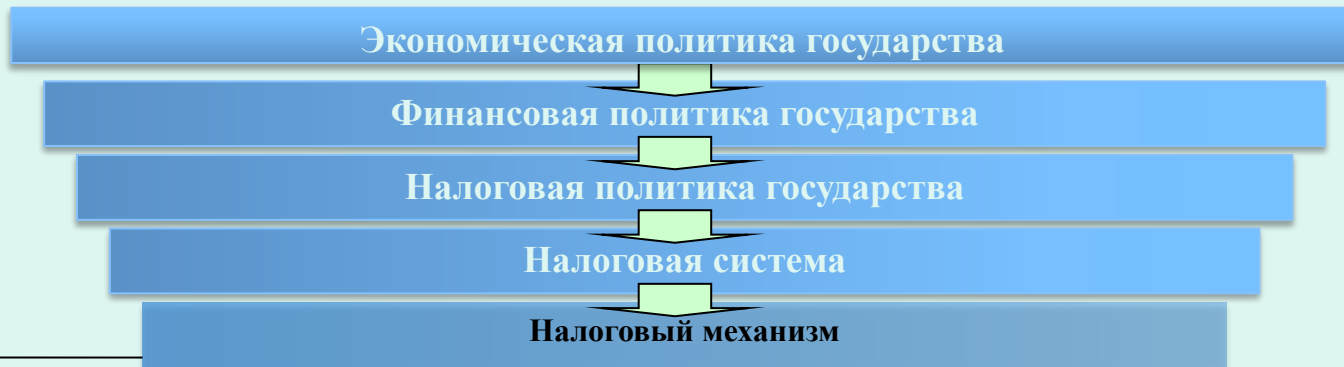 Экономическая политика государства
Финансовая политика государства
Налоговая политика государства
Налоговая система
Налоговый механизм